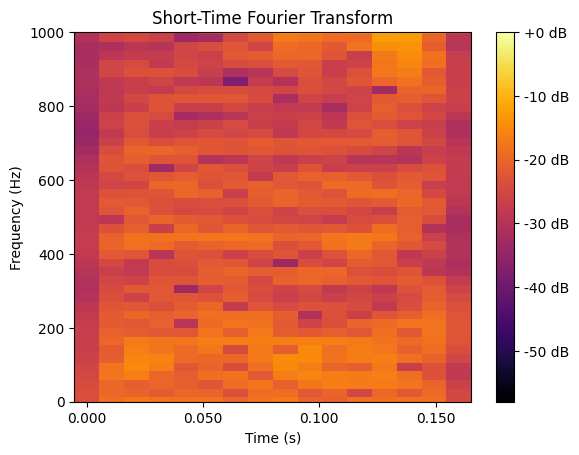 Short-Time Fourier Transform
1000
800
600
400
200
0
Frequency (Hz)
0.000
0.050
0.100
0.150
Time (s)
+0 dB
-10 dB
-20 dB
-30 dB
-40 dB
-50 dB